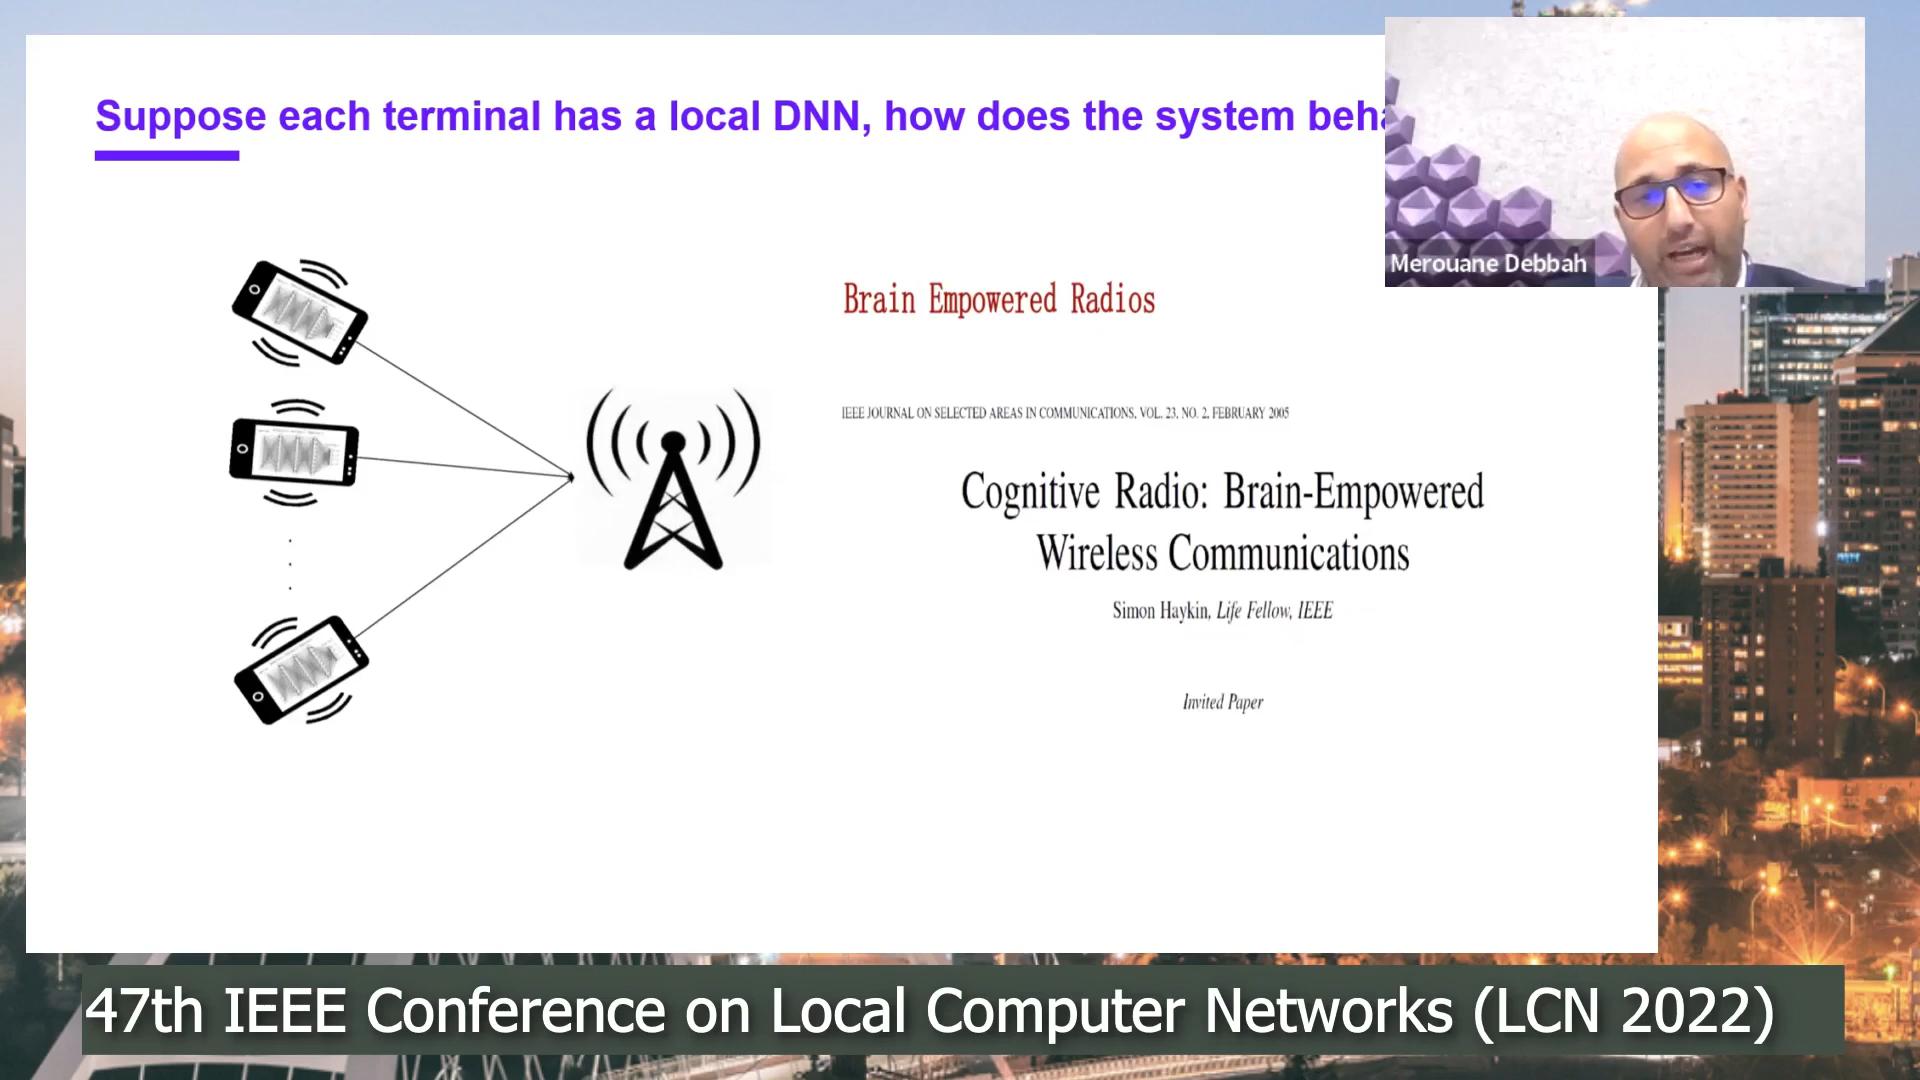 Suppose each terminal has a local DNN, how does the system beha
Merouane Debbah
Brain Empowered Radios
IEEE JOURNAL ON SELECTED AREAS IN COMMUNICATIONS, VOL. 23, NO. 2, FEBRUARY 2005
Cognitive Radio: Brain-Empowered
Wireless Communications
Simon Haykin, Life Fellow, IEEE
Invited Paper
47th IEEE Conference on Local Computer Networks (LCN 2022)